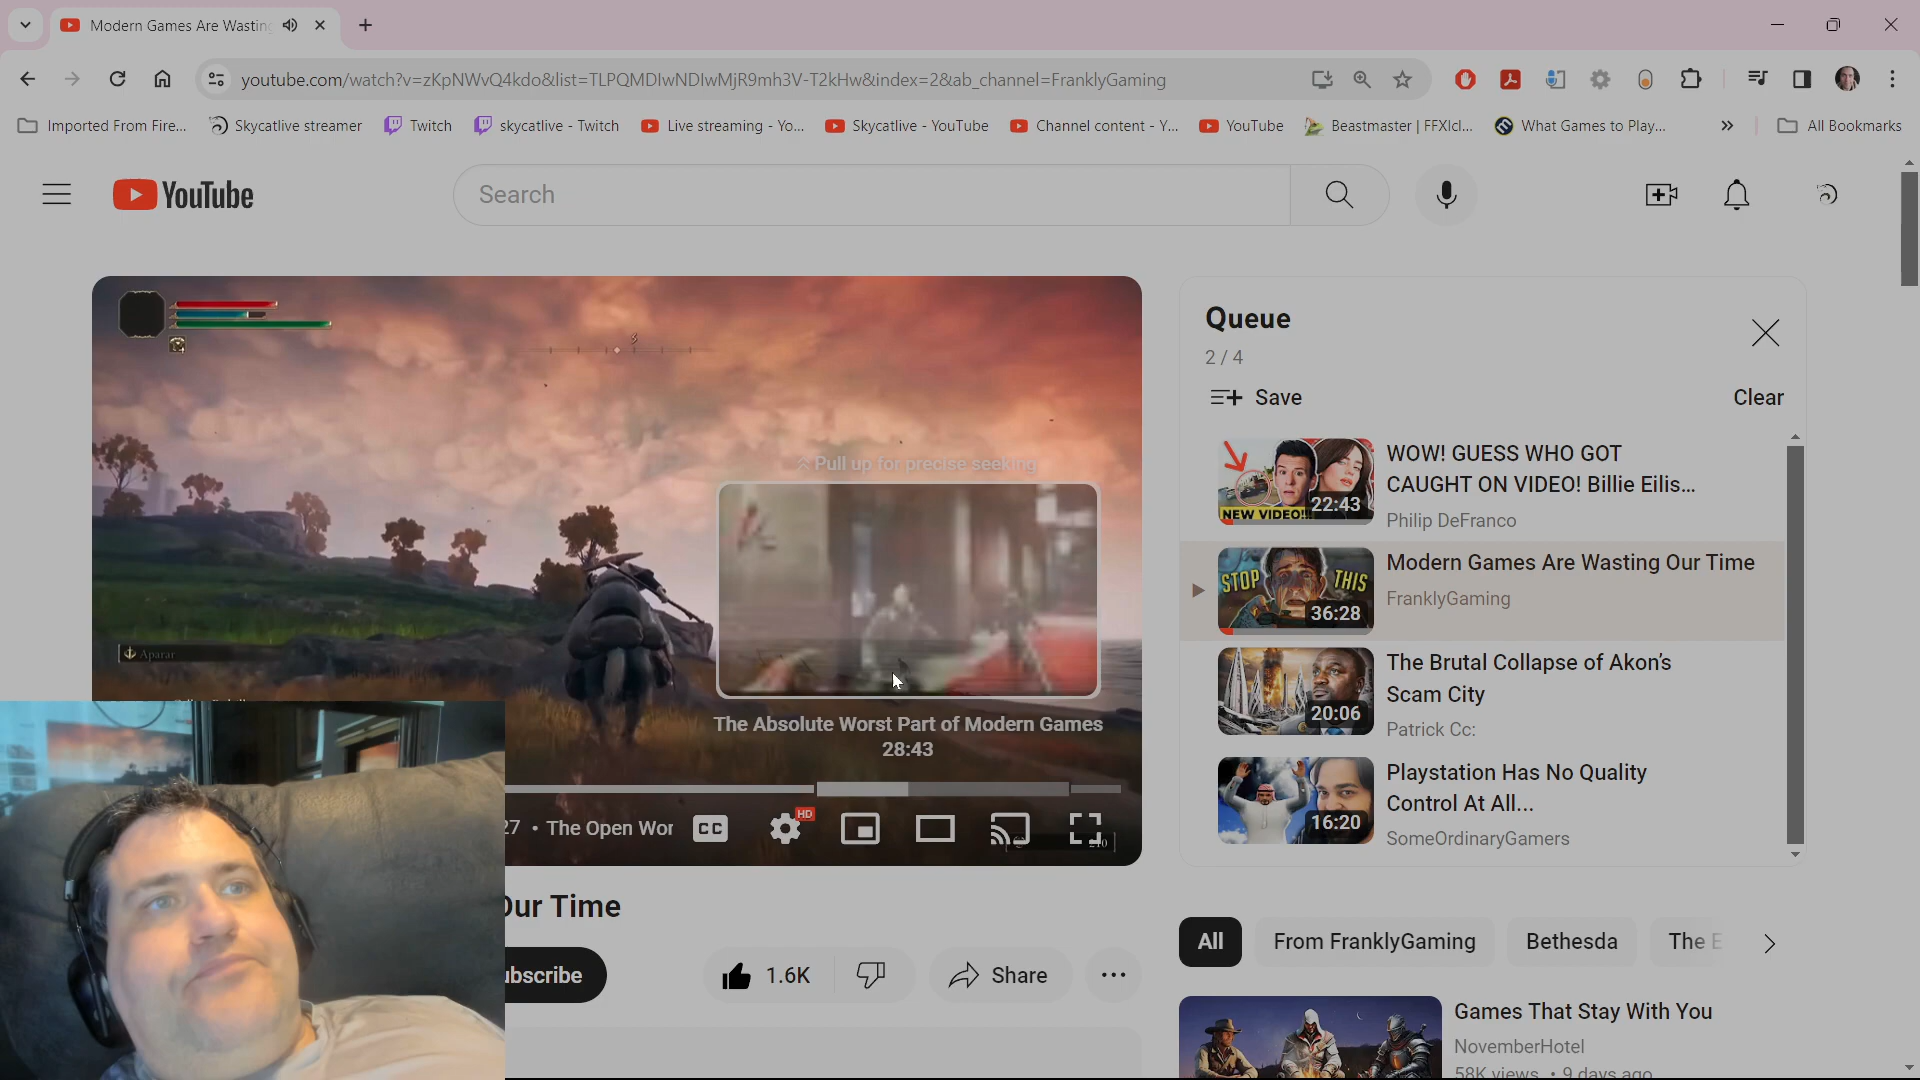 Modern Games Are Wasting
youtube.com/watch?v=zKpNWvQ4kdo&list=TLPQMDIwNDIwMjR9mh3V-T2kHw&index=2&ab_channel=FranklyGaming
Imported From Fire...
Skycatlive streamer
Twitch
skycatlive - Twitch
Live streaming - Yo...
Skycatlive - YouTube
Channel content - Y...
YouTube
Beastmaster | FFXIcl...
What Games to Play...
All Bookmarks
YouTube
Search
Pull up for precise seeking
Aparar
The Absolute Worst Part of Modern Games
28:43
27 • The Open Wor
CC
HD
Our Time
ubscribe
1.6K
Share
Queue
2 / 4
Save
Clear
NEW VIDEO!!
22:43
WOW! GUESS WHO GOT
CAUGHT ON VIDEO! Billie Eilis...
Philip DeFranco
STOP THIS
36:28
Modern Games Are Wasting Our Time
FranklyGaming
20:06
The Brutal Collapse of Akon's
Scam City
Patrick Cc:
16:20
Playstation Has No Quality
Control At All...
SomeOrdinaryGamers
All
From FranklyGaming
Bethesda
The E
Games That Stay With You
NovemberHotel
58K views • 9 days ago